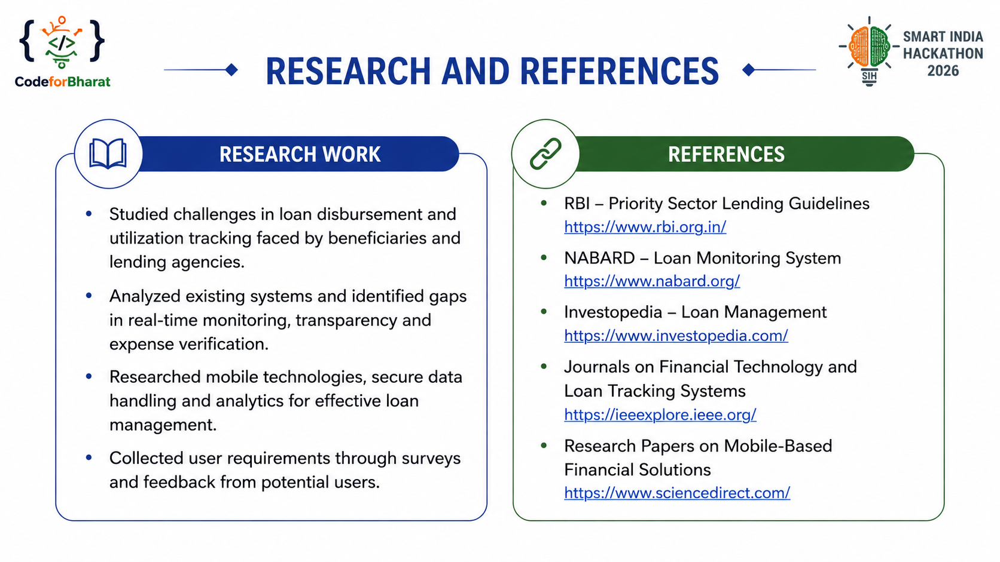 { </> }
CodeforBharat
RESEARCH AND REFERENCES
SIH
SMART INDIA
HACKATHON
2026
RESEARCH WORK
• Studied challenges in loan disbursement and
utilization tracking faced by beneficiaries and
lending agencies.
• Analyzed existing systems and identified gaps
in real-time monitoring, transparency and
expense verification.
• Researched mobile technologies, secure data
handling and analytics for effective loan
management.
• Collected user requirements through surveys
and feedback from potential users.
REFERENCES
• RBI – Priority Sector Lending Guidelines
https://www.rbi.org.in/
• NABARD – Loan Monitoring System
https://www.nabard.org/
• Investopedia – Loan Management
https://www.investopedia.com/
• Journals on Financial Technology and
Loan Tracking Systems
https://ieeexplore.ieee.org/
• Research Papers on Mobile-Based
Financial Solutions
https://www.sciencedirect.com/